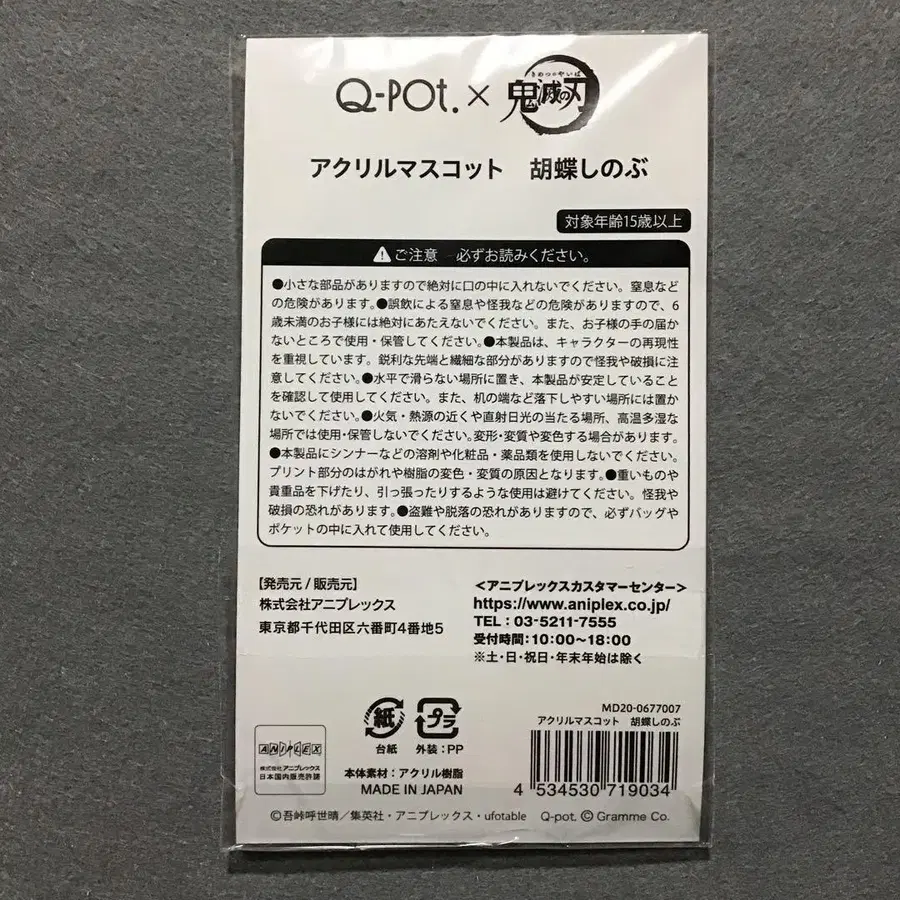 Q-POt. × 鬼滅の刃
きめつのやいば
アクリルマスコット 胡蝶しのぶ
対象年齢15歳以上
ご注意 必ずお読みください。
●小さな部品がありますので絶対に口の中に入れないでください。窒息など
の危険があります。●誤飲による窒息や怪我などの危険がありますので、6
歳未満のお子様には絶対にあたえないでください。また、お子様の手の届か
ないところで使用・保管してください。●本製品は、キャラクターの再現性
を重視しています。鋭利な先端と繊細な部分がありますので怪我や破損に注
意してください。●水平で滑らない場所に置き、本製品が安定していること
を確認して使用してください。また、机の端など落下しやすい場所には置か
ないでください。●火気・熱源の近くや直射日光の当たる場所、高温多湿な
場所では使用・保管しないでください。変形・変質や変色する場合があります。
●本製品にシンナーなどの溶剤や化粧品・薬品類を使用しないでください。
プリント部分のはがれや樹脂の変色・変質の原因となります。●重いものや
貴重品を下げたり、引っ張ったりするような使用は避けてください。怪我や
破損の恐れがあります。●盗難や脱落の恐れがありますので、必ずバッグや
ポケットの中に入れて使用してください。
【発売元 / 販売元】
株式会社アニプレックス
東京都千代田区六番町4番地5
<アニプレックスカスタマーセンター>
https://www.aniplex.co.jp/
TEL：03-5211-7555
受付時間：10:00〜18:00
※土・日・祝日・年末年始は除く
紙
台紙
プラ
外装：PP
本体素材：アクリル樹脂
MADE IN JAPAN
ANIPLEX
株式会社アニプレックス
日本国内販売許諾
MD20-0677007
アクリルマスコット 胡蝶しのぶ
4 534530 719034
©吾峠呼世晴／集英社・アニプレックス・ufotable Q-pot. © Gramme Co.